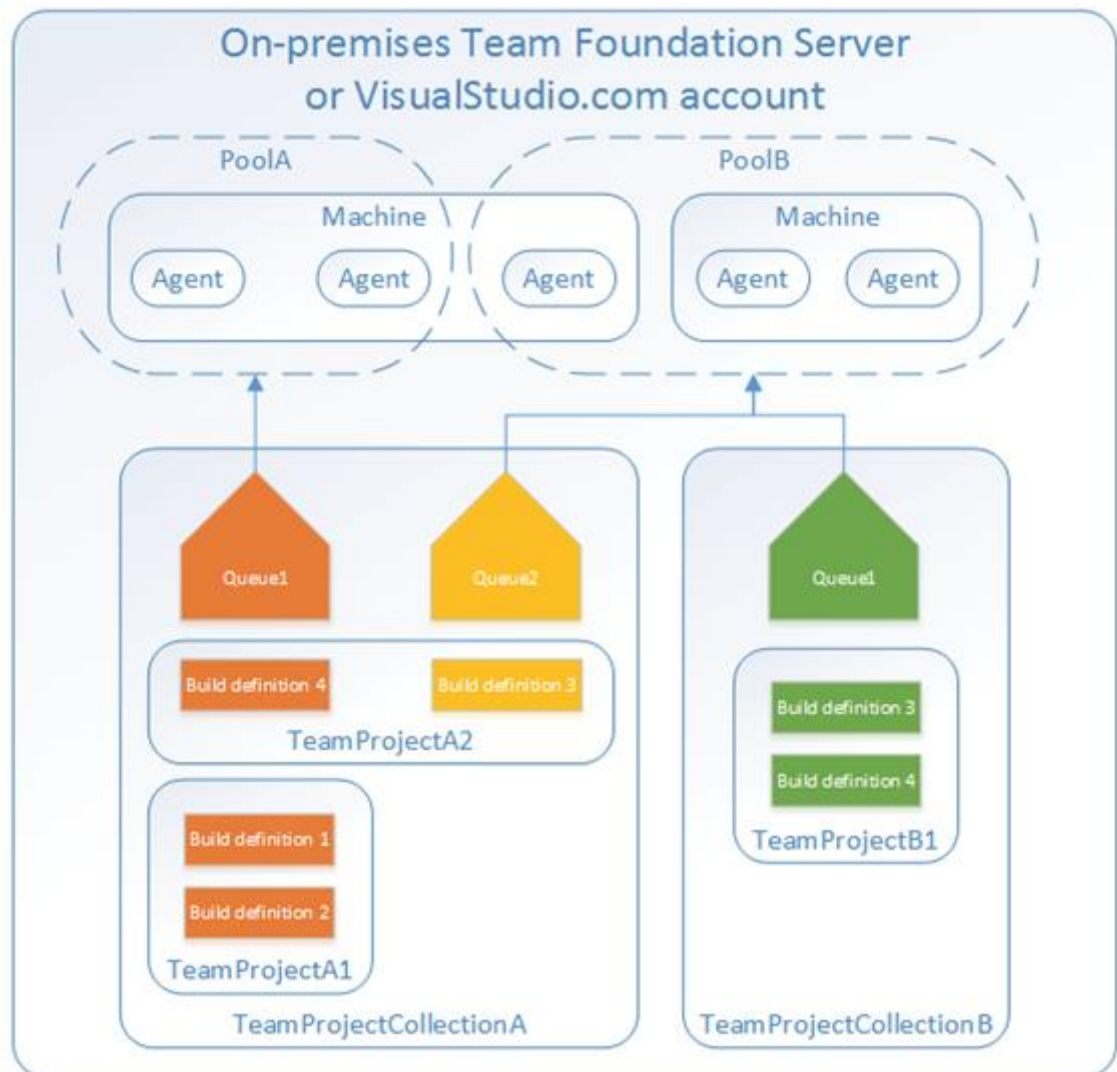 On-premises Team Foundation Server
or VisualStudio.com account
PoolA
PoolB
Machine
Machine
Agent
Agent
Agent
Agent
Agent
Queue1
Queue2
Queue1
Build definition 4
Build definition 3
TeamProjectA2
Build definition 3
Build definition 4
TeamProjectB1
Build definition 1
Build definition 2
TeamProjectA1
TeamProjectCollectionA
TeamProjectCollectionB